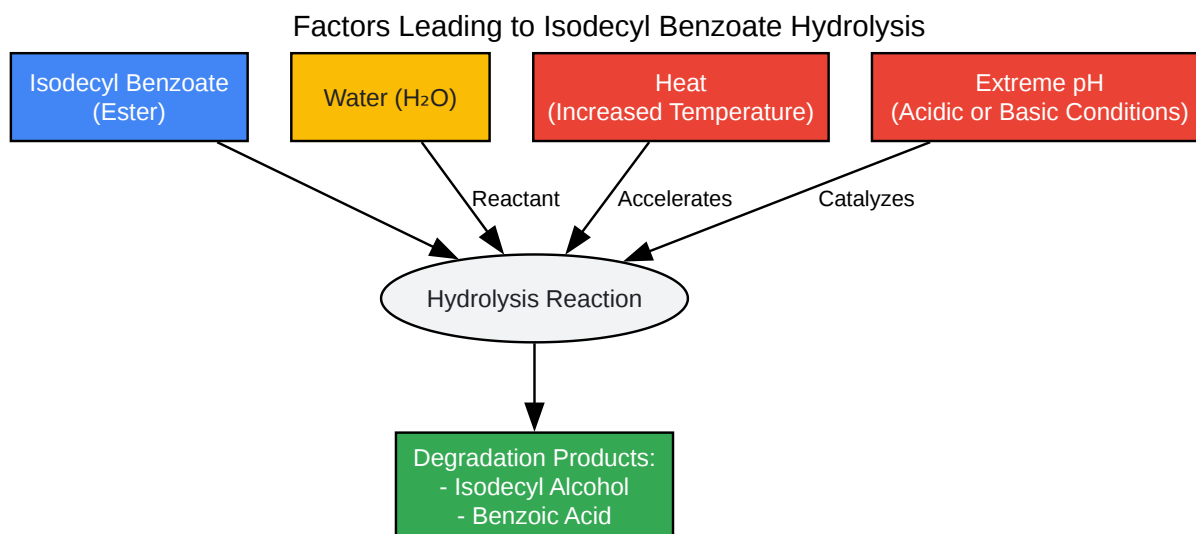 Factors Leading to Isodecyl Benzoate Hydrolysis
Isodecyl Benzoate
(Ester)
Water (H₂O)
Heat
(Increased Temperature)
Extreme pH
(Acidic or Basic Conditions)
Reactant
Accelerates
Catalyzes
Hydrolysis Reaction
Degradation Products:
- Isodecyl Alcohol
- Benzoic Acid